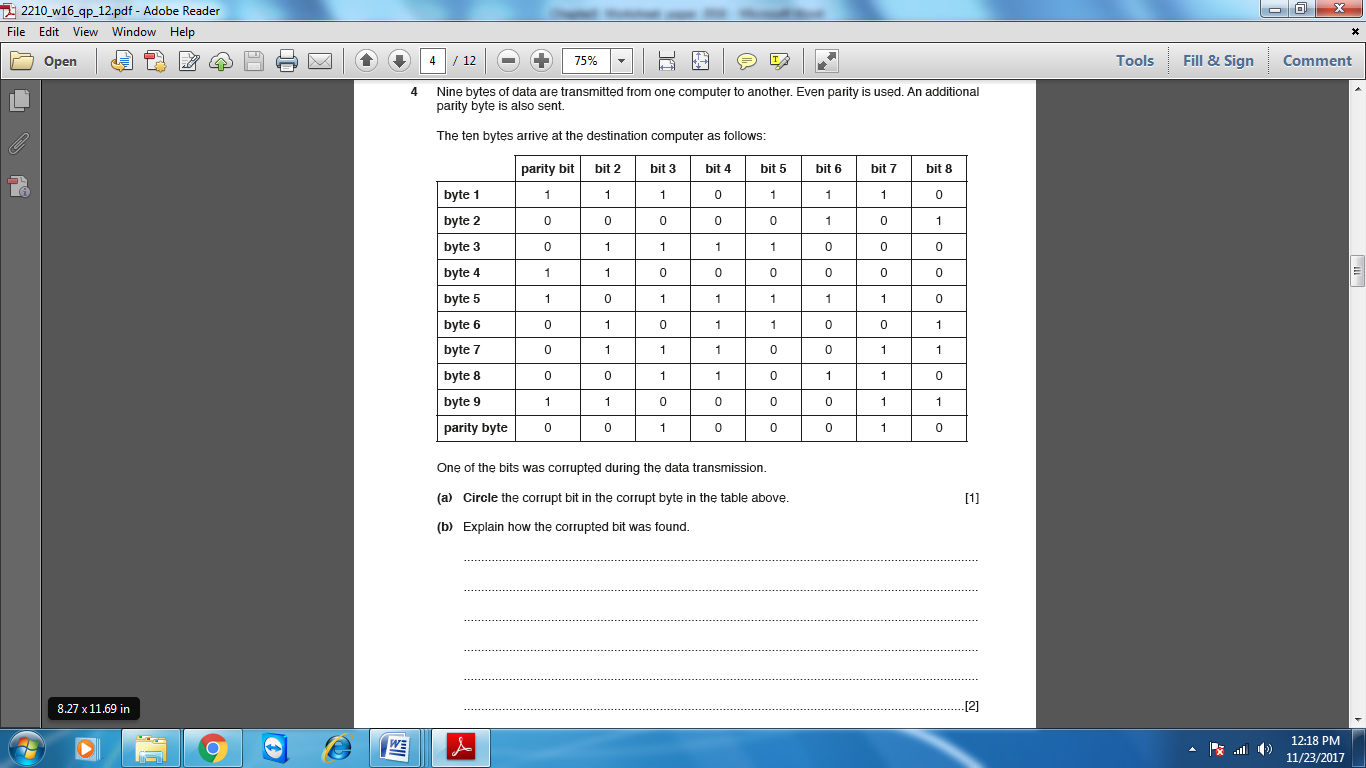 2210_w16_qp_12.pdf - Adobe Reader
File Edit View Window Help
Open 4 / 12 75% Tools Fill & Sign Comment
4 Nine bytes of data are transmitted from one computer to another. Even parity is used. An additional
parity byte is also sent.
The ten bytes arrive at the destination computer as follows:
parity bit bit 2 bit 3 bit 4 bit 5 bit 6 bit 7 bit 8
byte 1 1 1 1 0 1 1 1 0
byte 2 0 0 0 0 0 1 0 1
byte 3 0 1 1 1 1 0 0 0
byte 4 1 1 0 0 0 0 0 0
byte 5 1 0 1 1 1 1 1 0
byte 6 0 1 0 1 1 0 0 1
byte 7 0 1 1 1 0 0 1 1
byte 8 0 0 1 1 0 1 1 0
byte 9 1 1 0 0 0 0 1 1
parity byte 0 0 1 0 0 0 1 0
One of the bits was corrupted during the data transmission.
(a) Circle the corrupt bit in the corrupt byte in the table above. [1]
(b) Explain how the corrupted bit was found.
[2]
8.27 x 11.69 in
12:18 PM
11/23/2017